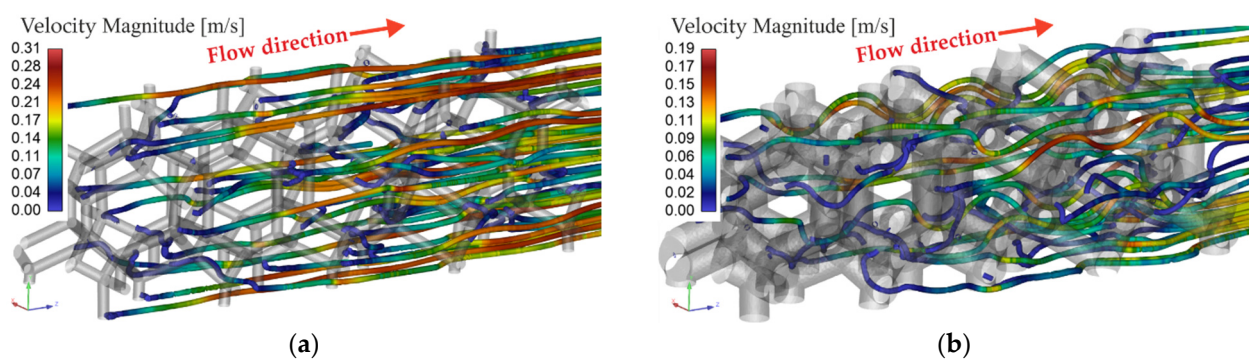 Velocity Magnitude [m/s]
Flow direction
0.31
0.28
0.24
0.21
0.17
0.14
0.11
0.07
0.04
0.00
z
(a)
Velocity Magnitude [m/s]
Flow direction
0.19
0.17
0.15
0.13
0.11
0.09
0.06
0.04
0.02
0.00
z
(b)